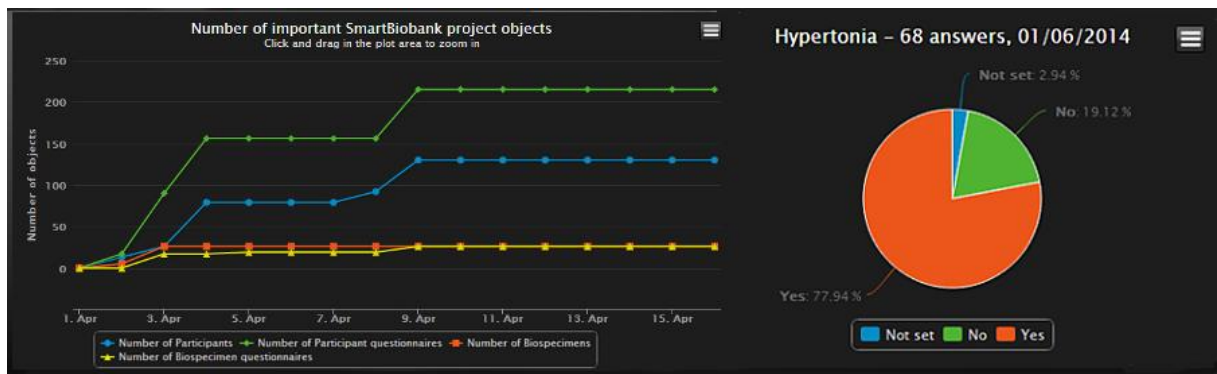 Number of important SmartBiobank project objects
Click and drag in the plot area to zoom in
250
200
150
100
50
0
Number of objects
1. Apr 3. Apr 5. Apr 7. Apr 9. Apr 11. Apr 13. Apr 15. Apr
Number of Participants Number of Participant questionnaires Number of Biospecimens
Number of Biospecimen questionnaires
Hypertonia – 68 answers, 01/06/2014
Not set: 2.94 %
No: 19.12 %
Yes: 77.94 %
Not set No Yes